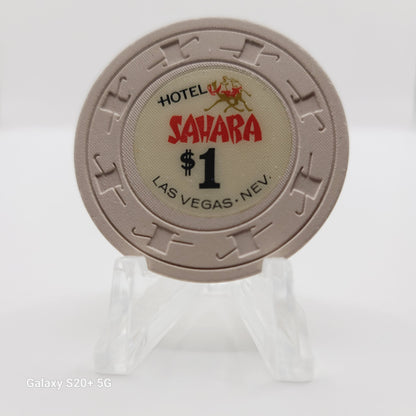 HOTEL
SAHARA
$1
LAS VEGAS · NEV.
Galaxy S20+ 5G